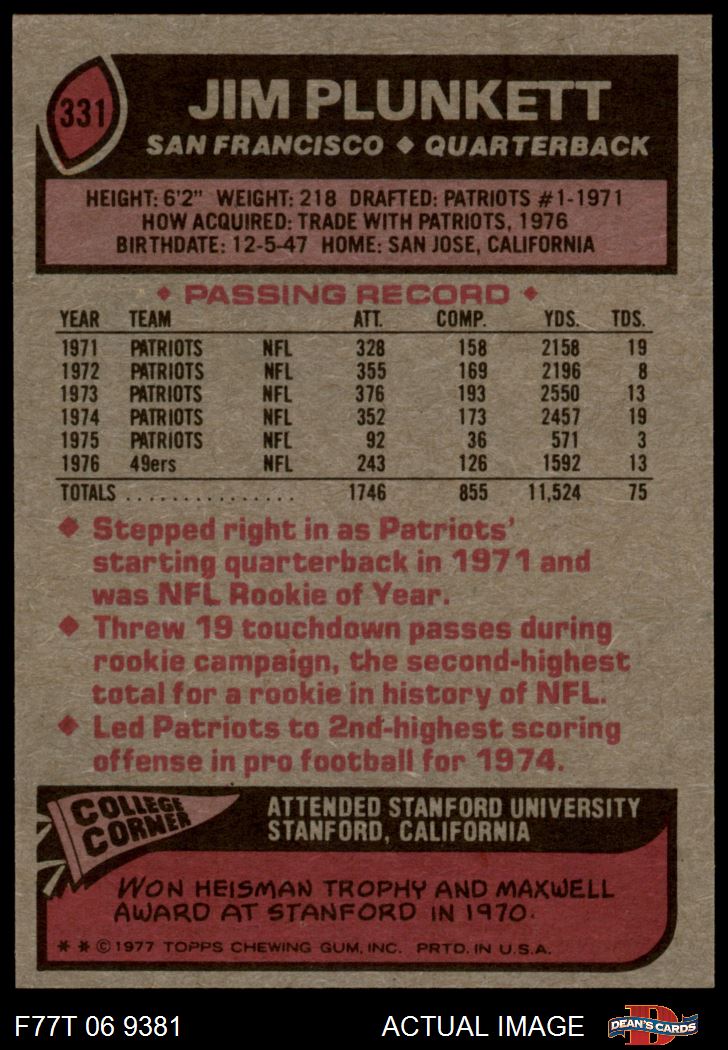 331
JIM PLUNKETT
SAN FRANCISCO ◆ QUARTERBACK
HEIGHT: 6'2" WEIGHT: 218 DRAFTED: PATRIOTS #1-1971
HOW ACQUIRED: TRADE WITH PATRIOTS, 1976
BIRTHDATE: 12-5-47 HOME: SAN JOSE, CALIFORNIA
◆ PASSING RECORD ◆
YEAR TEAM ATT. COMP. YDS. TDS.
1971 PATRIOTS NFL 328 158 2158 19
1972 PATRIOTS NFL 355 169 2196 8
1973 PATRIOTS NFL 376 193 2550 13
1974 PATRIOTS NFL 352 173 2457 19
1975 PATRIOTS NFL 92 36 571 3
1976 49ers NFL 243 126 1592 13
TOTALS ................ 1746 855 11,524 75
◆ Stepped right in as Patriots'
starting quarterback in 1971 and
was NFL Rookie of Year.
◆ Threw 19 touchdown passes during
rookie campaign, the second-highest
total for a rookie in history of NFL.
◆ Led Patriots to 2nd-highest scoring
offense in pro football for 1974.
COLLEGE
CORNER
ATTENDED STANFORD UNIVERSITY
STANFORD, CALIFORNIA
WON HEISMAN TROPHY AND MAXWELL
AWARD AT STANFORD IN 1970.
* * © 1977 TOPPS CHEWING GUM, INC. PRTD. IN U.S.A.
F77T 06 9381 ACTUAL IMAGE
D
DEAN'S CARDS